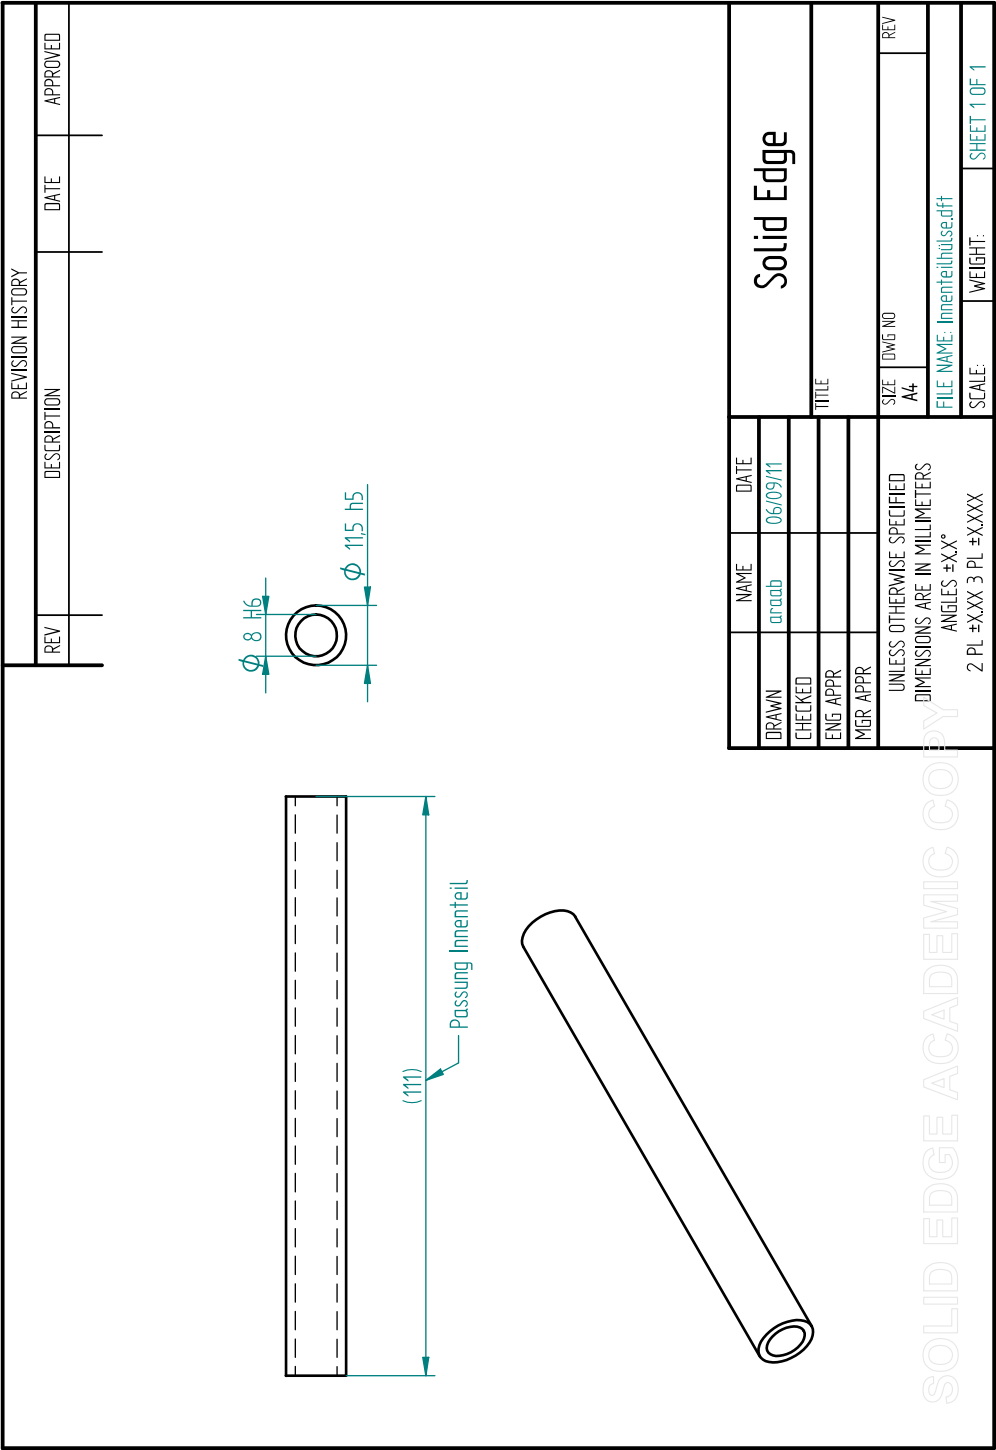 REVISION HISTORY
REV DESCRIPTION DATE APPROVED
ϕ 8 H6
ϕ 11,5 h5
(111)
Passung Innenteil
NAME DATE
DRAWN araab 06/09/11
CHECKED
ENG APPR
MGR APPR
UNLESS OTHERWISE SPECIFIED
DIMENSIONS ARE IN MILLIMETERS
ANGLES ±X.X°
2 PL ±X.XX 3 PL ±X.XXX
Solid Edge
TITLE
SIZE DWG NO REV
A4
FILE NAME: Innenteilhülse.dft
SCALE: WEIGHT: SHEET 1 OF 1
SOLID EDGE ACADEMIC COPY